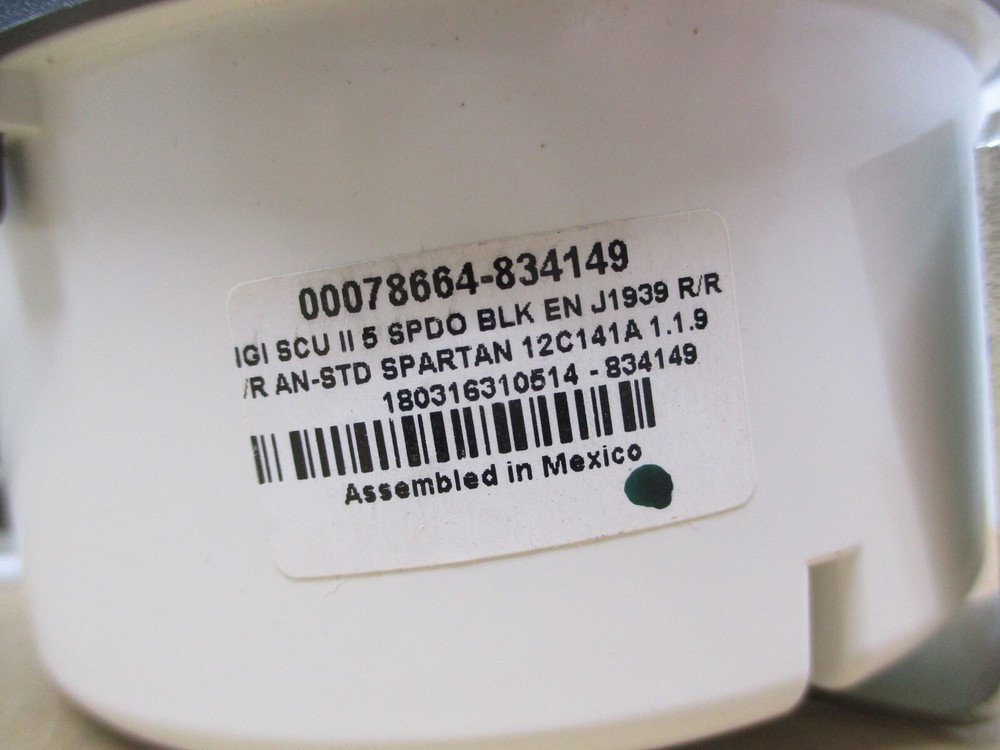 00078664-834149
IGI SCU II 5 SPDO BLK EN J1939 R/R
/R AN-STD SPARTAN 12C141A 1.1.9
180316310514 - 834149
Assembled in Mexico